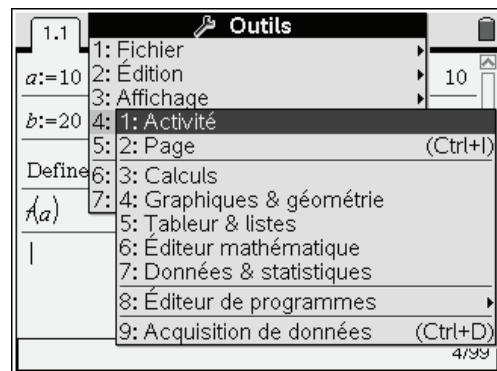 1.1
Outils
1: Fichier
a:=10
2: Édition
10
3: Affichage
b:=20
4:
1: Activité
5:
2: Page (Ctrl+I)
Define
6:
3: Calculs
7:
4: Graphiques & géométrie
f(a)
5: Tableur & listes
6: Éditeur mathématique
7: Données & statistiques
8: Éditeur de programmes
9: Acquisition de données (Ctrl+D)
4/99